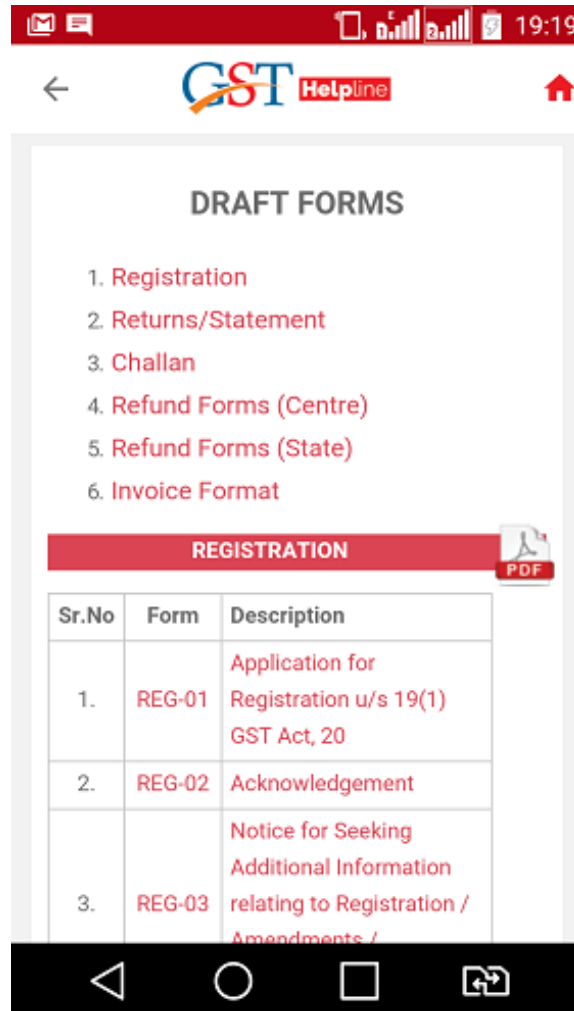 19:19
GST Helpline
DRAFT FORMS
1. Registration
2. Returns/Statement
3. Challan
4. Refund Forms (Centre)
5. Refund Forms (State)
6. Invoice Format
REGISTRATION
PDF
Sr.No Form Description
1. REG-01 Application for
Registration u/s 19(1)
GST Act, 20
2. REG-02 Acknowledgement
3. REG-03 Notice for Seeking
Additional Information
relating to Registration /
Amendments /